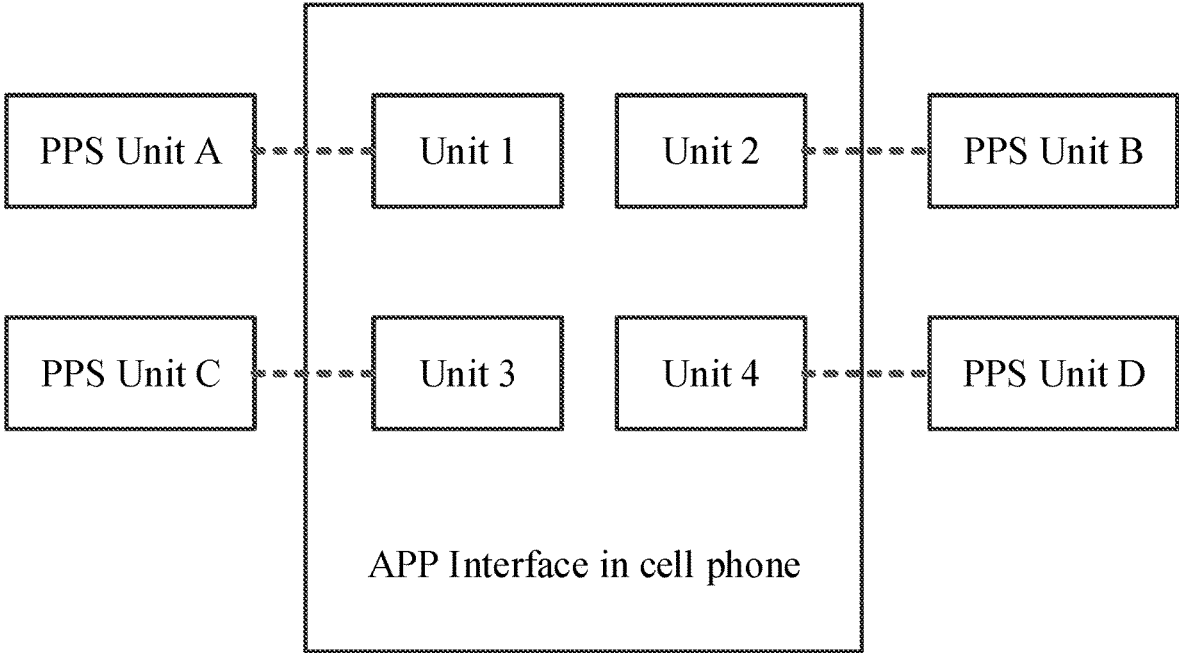 PPS Unit A
Unit 1
Unit 2
PPS Unit B
PPS Unit C
Unit 3
Unit 4
PPS Unit D
APP Interface in cell phone